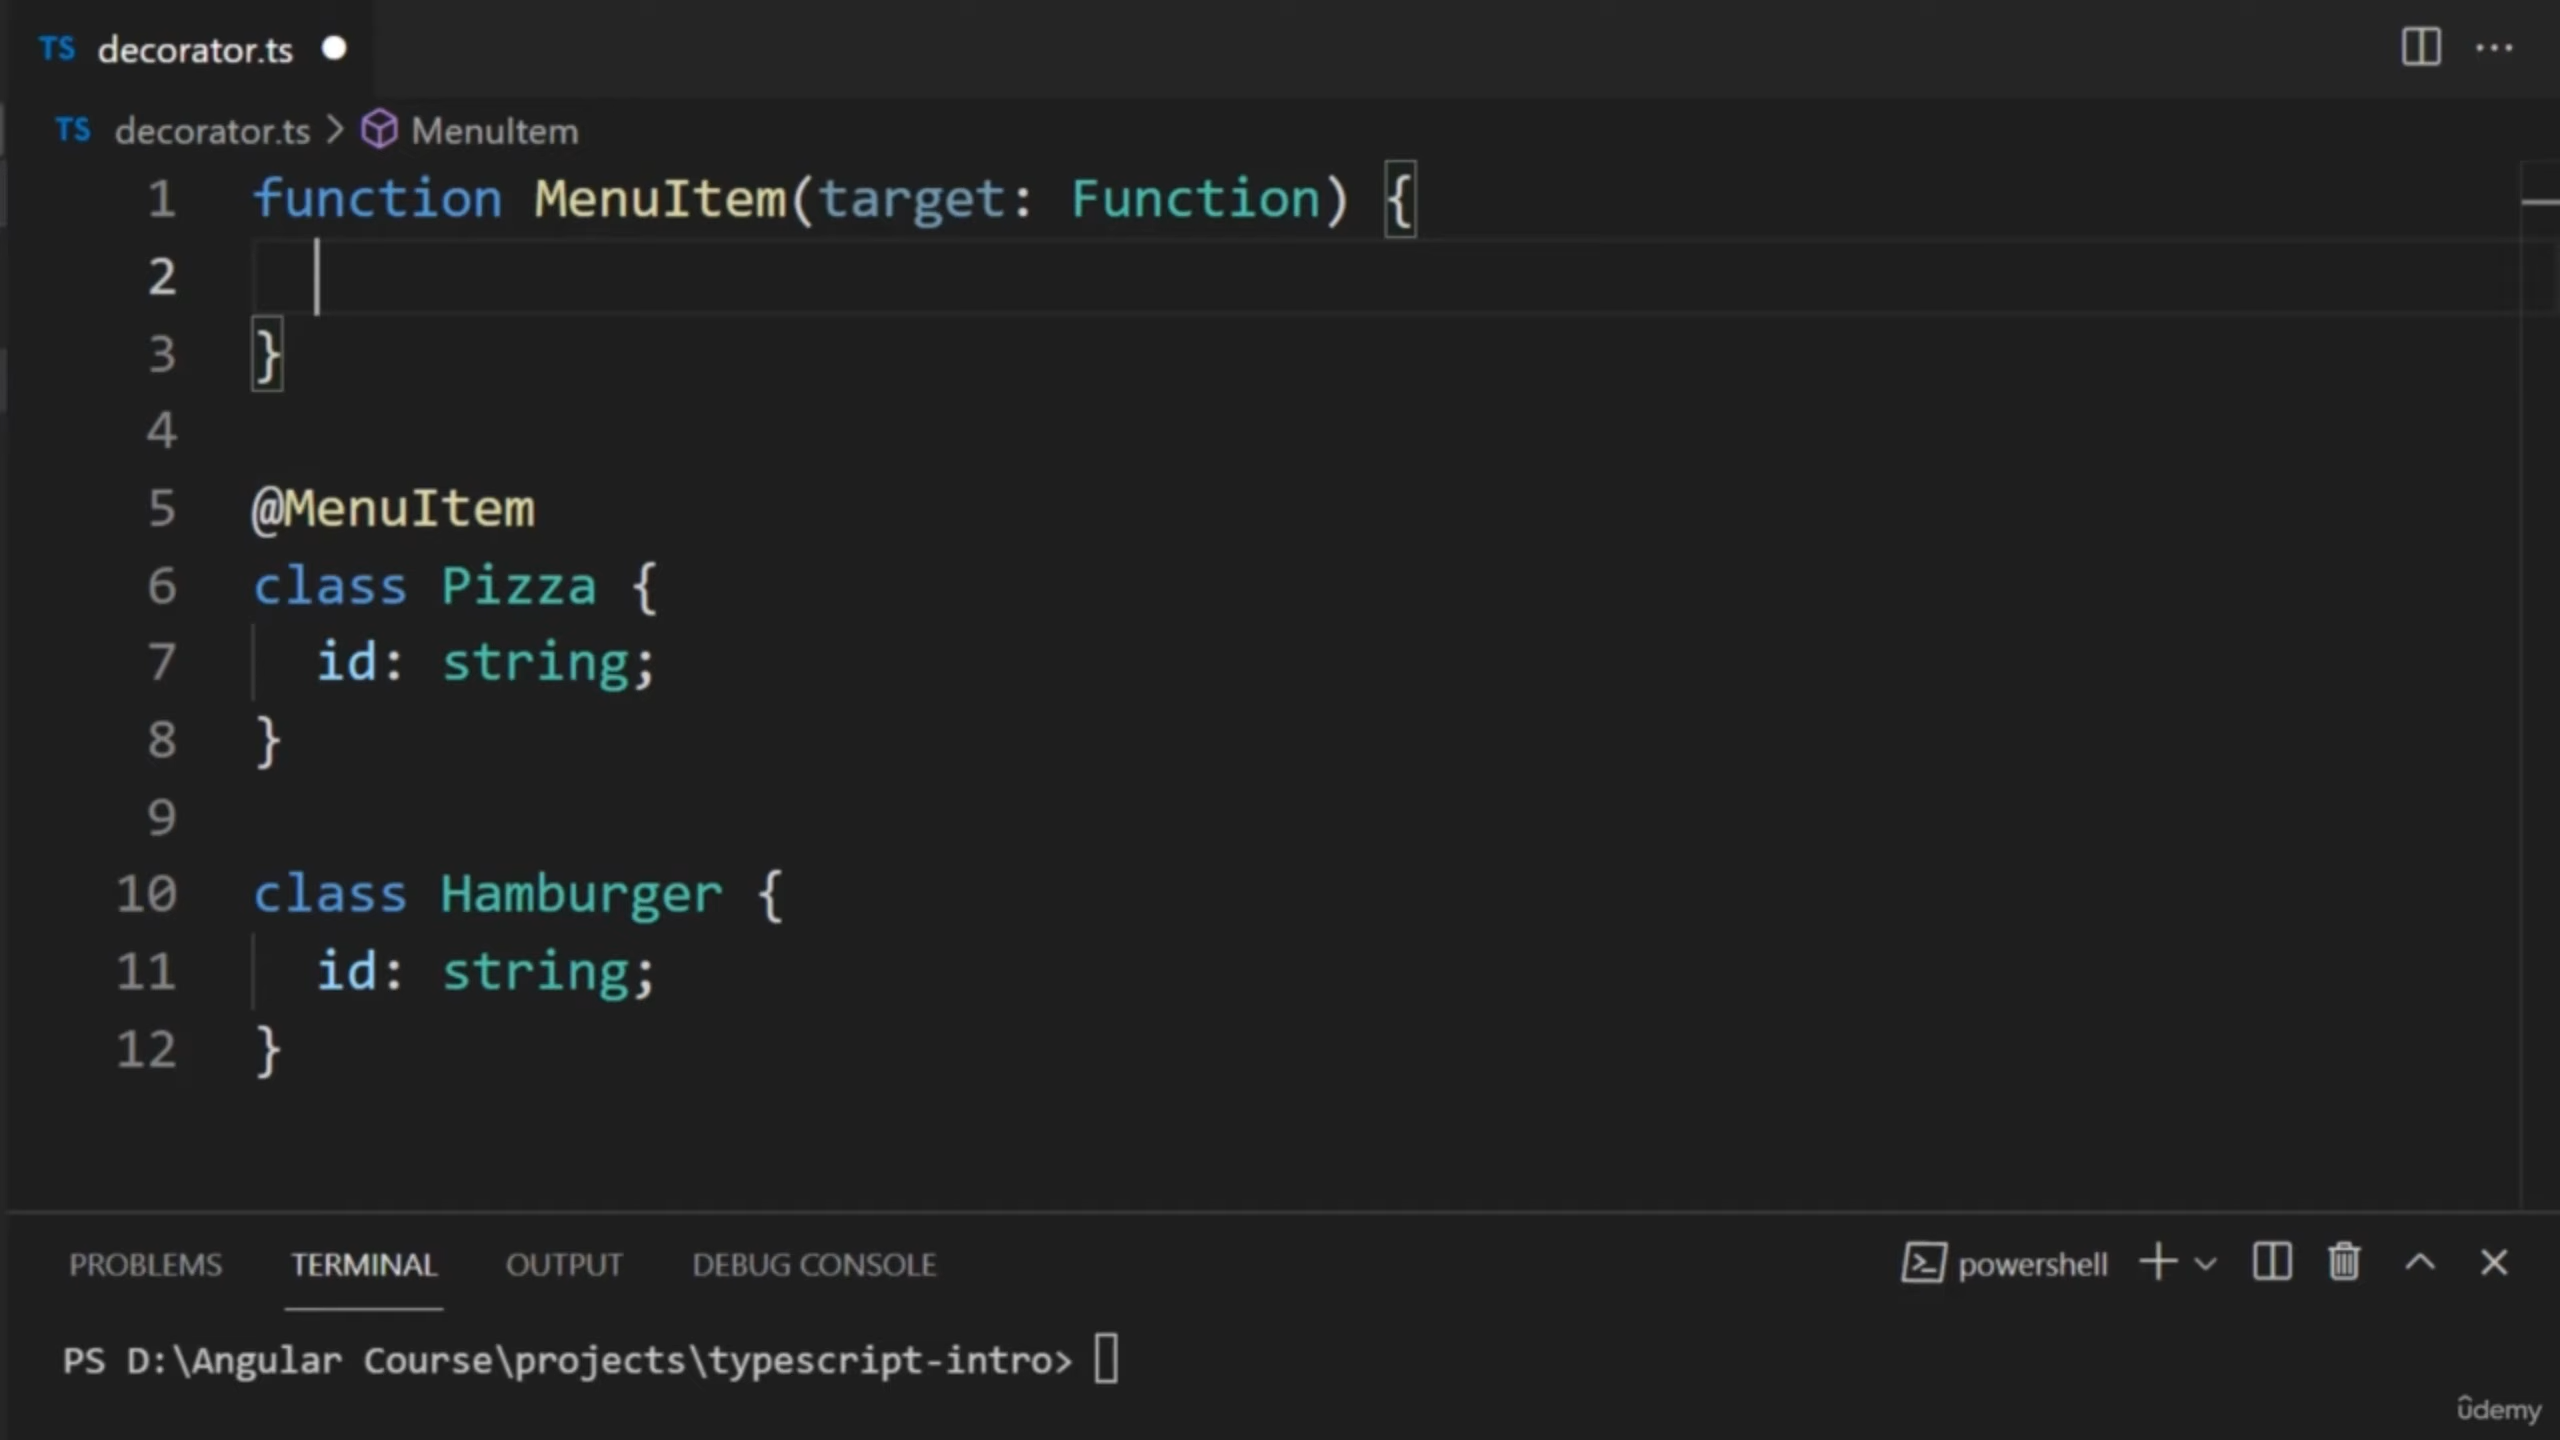 TS decorator.ts
TS decorator.ts > MenuItem
1 function MenuItem(target: Function) {
2
3 }
4
5 @MenuItem
6 class Pizza {
7   id: string;
8 }
9
10 class Hamburger {
11   id: string;
12 }
PROBLEMS TERMINAL OUTPUT DEBUG CONSOLE powershell
PS D:\Angular Course\projects\typescript-intro>
ûdemy